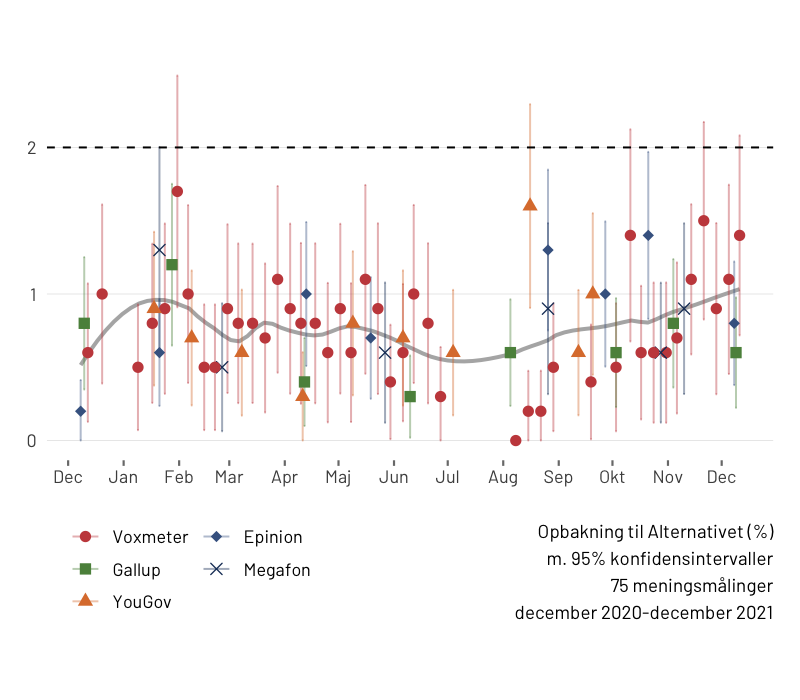 2
1
0
Dec Jan Feb Mar Apr Maj Jun Jul Aug Sep Okt Nov Dec
Voxmeter Epinion
Gallup Megafon
YouGov
Opbakning til Alternativet (%)
m. 95% konfidensintervaller
75 meningsmålinger
december 2020-december 2021